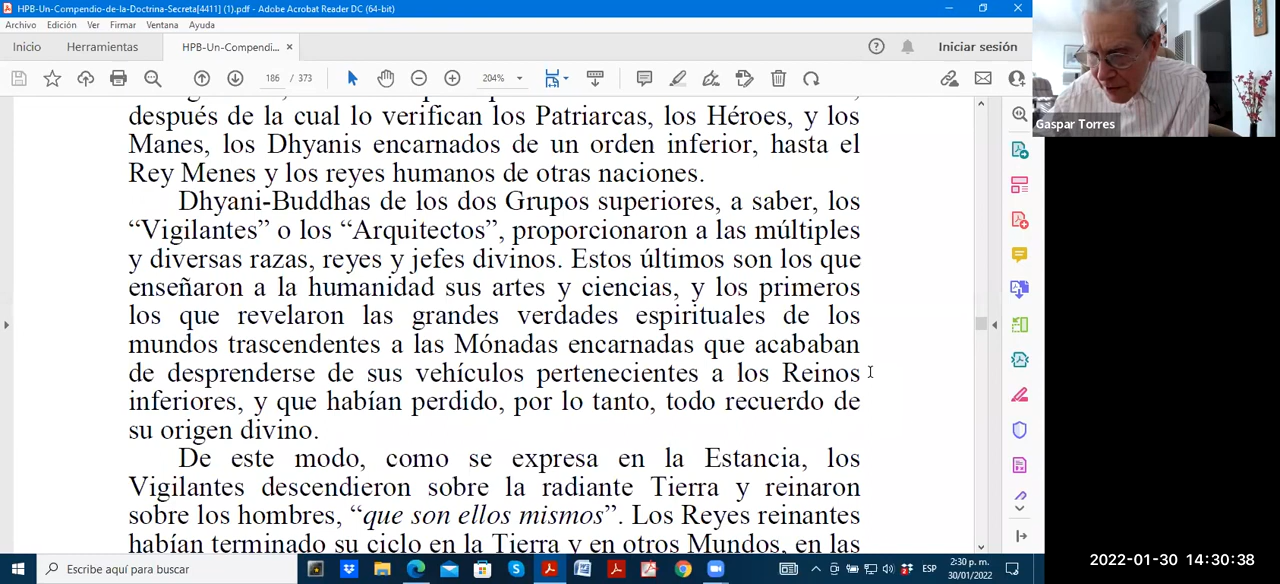 HPB-Un-Compendio-de-la-Doctrina-Secreta[4411] (1).pdf - Adobe Acrobat Reader DC (64-bit)
Archivo Edición Ver Firmar Ventana Ayuda
Inicio Herramientas HPB-Un-Compendi... × Iniciar sesión
186 / 373 204%
Gaspar Torres
después de la cual lo verifican los Patriarcas, los Héroes, y los
Manes, los Dhyanis encarnados de un orden inferior, hasta el
Rey Menes y los reyes humanos de otras naciones.
Dhyani-Buddhas de los dos Grupos superiores, a saber, los
“Vigilantes” o los “Arquitectos”, proporcionaron a las múltiples
y diversas razas, reyes y jefes divinos. Estos últimos son los que
enseñaron a la humanidad sus artes y ciencias, y los primeros
los que revelaron las grandes verdades espirituales de los
mundos trascendentes a las Mónadas encarnadas que acababan
de desprenderse de sus vehículos pertenecientes a los Reinos
inferiores, y que habían perdido, por lo tanto, todo recuerdo de
su origen divino.
De este modo, como se expresa en la Estancia, los
Vigilantes descendieron sobre la radiante Tierra y reinaron
sobre los hombres, “que son ellos mismos”. Los Reyes reinantes
habían terminado su ciclo en la Tierra y en otros Mundos, en las
Escribe aquí para buscar
ESP
2:30 p. m.
30/01/2022
2022-01-30 14:30:38